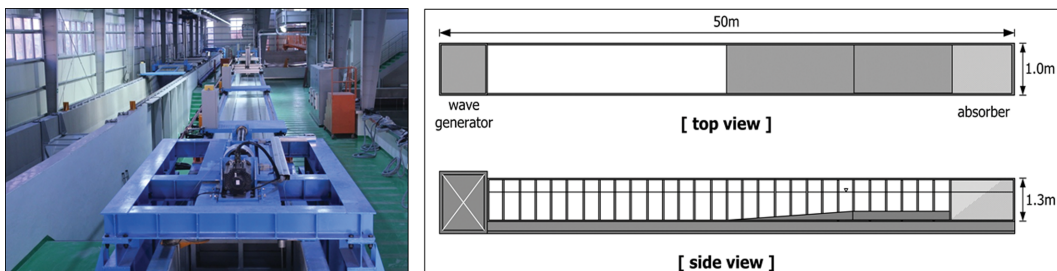 50m
1.0m
wave
generator
[ top view ]
absorber
1.3m
[ side view ]